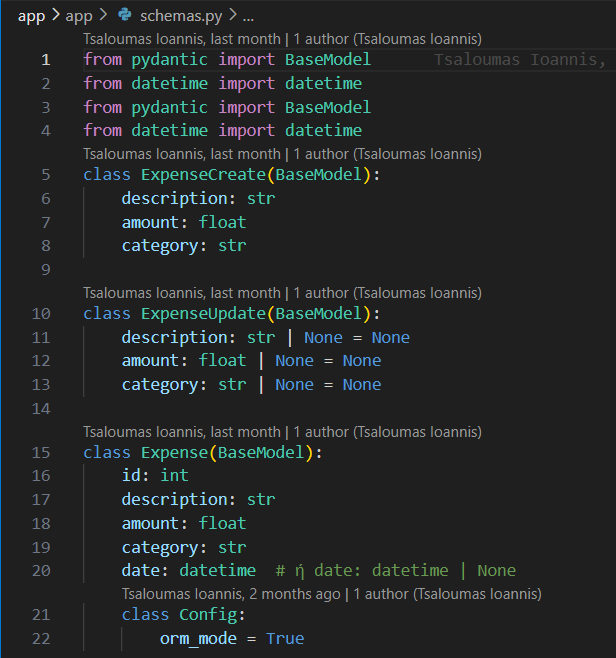 app > app > schemas.py > ...
Tsaloumas Ioannis, last month | 1 author (Tsaloumas Ioannis)
1 from pydantic import BaseModel Tsaloumas Ioannis,
2 from datetime import datetime
3 from pydantic import BaseModel
4 from datetime import datetime
Tsaloumas Ioannis, last month | 1 author (Tsaloumas Ioannis)
5 class ExpenseCreate(BaseModel):
6 description: str
7 amount: float
8 category: str
9
Tsaloumas Ioannis, last month | 1 author (Tsaloumas Ioannis)
10 class ExpenseUpdate(BaseModel):
11 description: str | None = None
12 amount: float | None = None
13 category: str | None = None
14
Tsaloumas Ioannis, last month | 1 author (Tsaloumas Ioannis)
15 class Expense(BaseModel):
16 id: int
17 description: str
18 amount: float
19 category: str
20 date: datetime # ή date: datetime | None
Tsaloumas Ioannis, 2 months ago | 1 author (Tsaloumas Ioannis)
21 class Config:
22 orm_mode = True